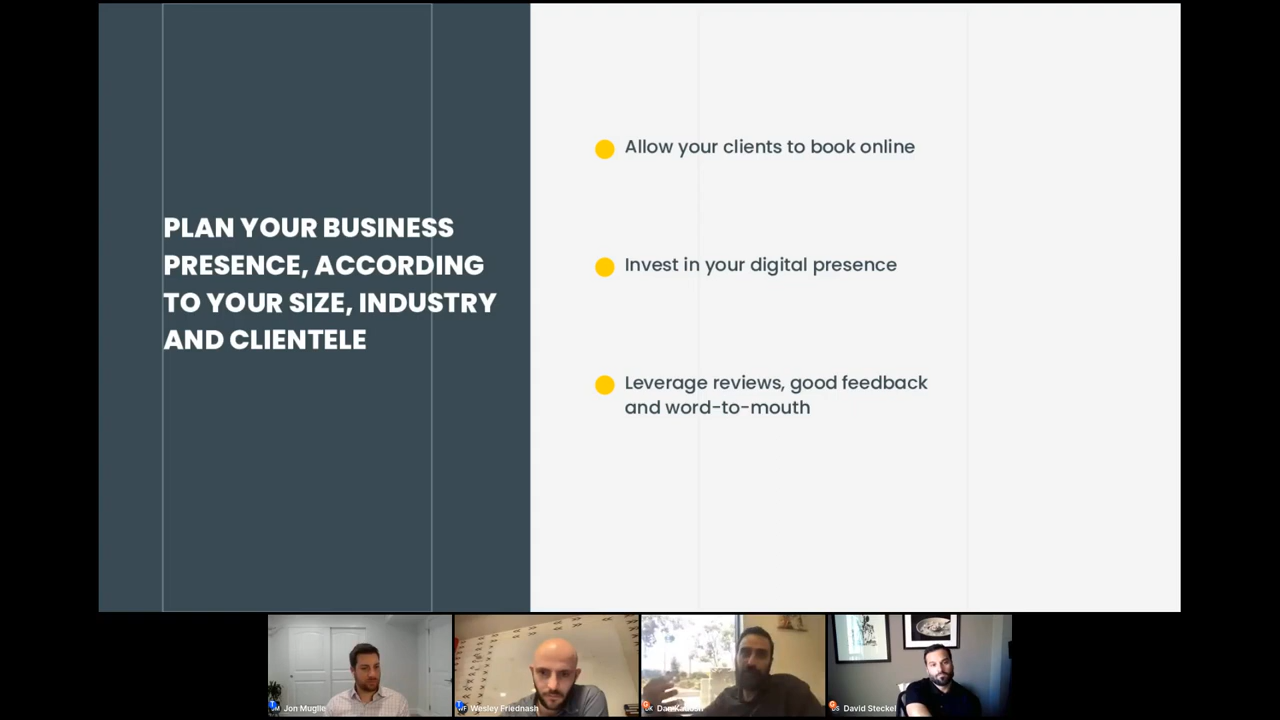 PLAN YOUR BUSINESS
PRESENCE, ACCORDING
TO YOUR SIZE, INDUSTRY
AND CLIENTELE
Allow your clients to book online
Invest in your digital presence
Leverage reviews, good feedback
and word-to-mouth
Jon Muglie
Wesley Friednash
David Steckel